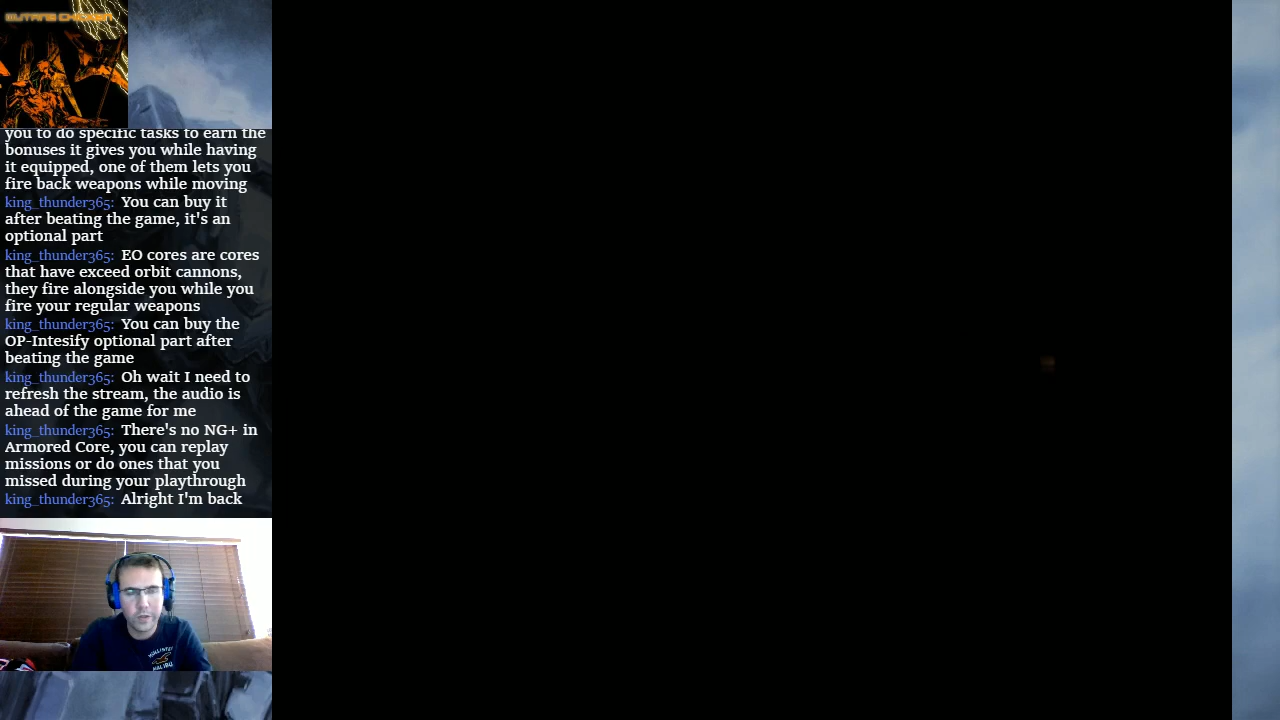 MUTANT CHICKEN
you to do specific tasks to earn the
bonuses it gives you while having
it equipped, one of them lets you
fire back weapons while moving
king_thunder365: You can buy it
after beating the game, it's an
optional part
king_thunder365: EO cores are cores
that have exceed orbit cannons,
they fire alongside you while you
fire your regular weapons
king_thunder365: You can buy the
OP-Intesify optional part after
beating the game
king_thunder365: Oh wait I need to
refresh the stream, the audio is
ahead of the game for me
king_thunder365: There's no NG+ in
Armored Core, you can replay
missions or do ones that you
missed during your playthrough
king_thunder365: Alright I'm back